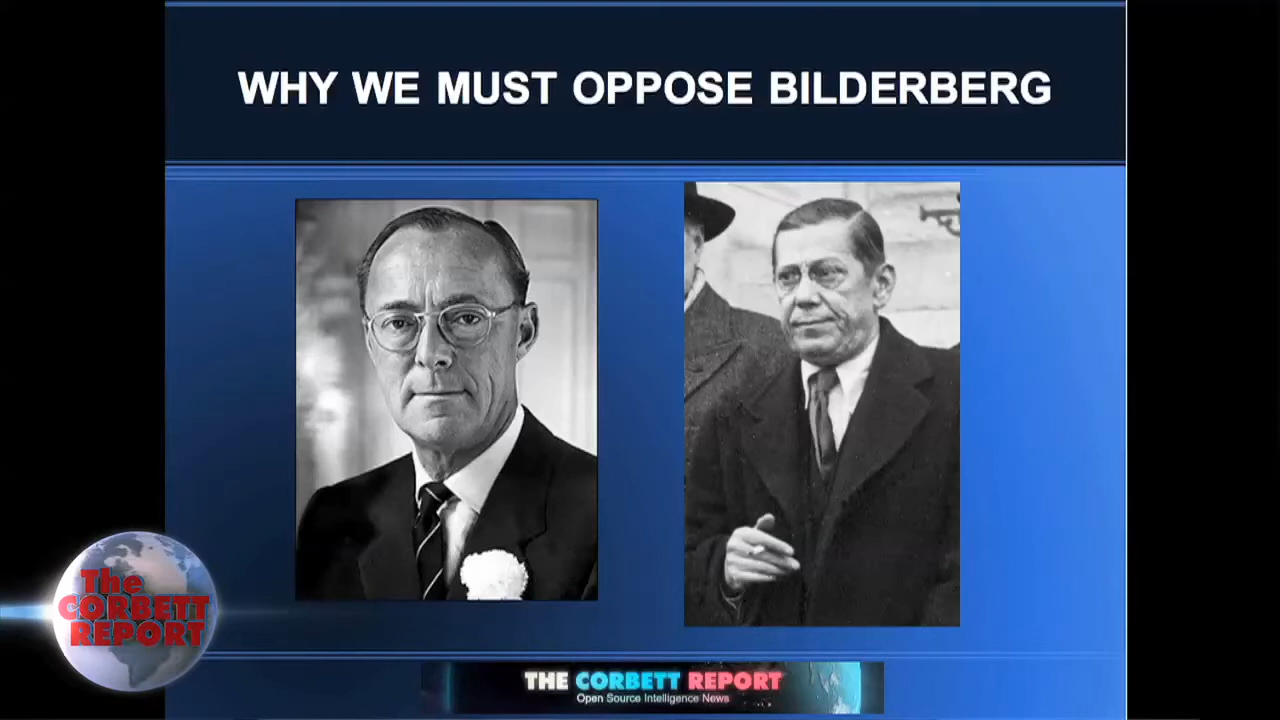 WHY WE MUST OPPOSE BILDERBERG
The
CORBETT
REPORT
THE CORBETT REPORT
Open Source Intelligence News